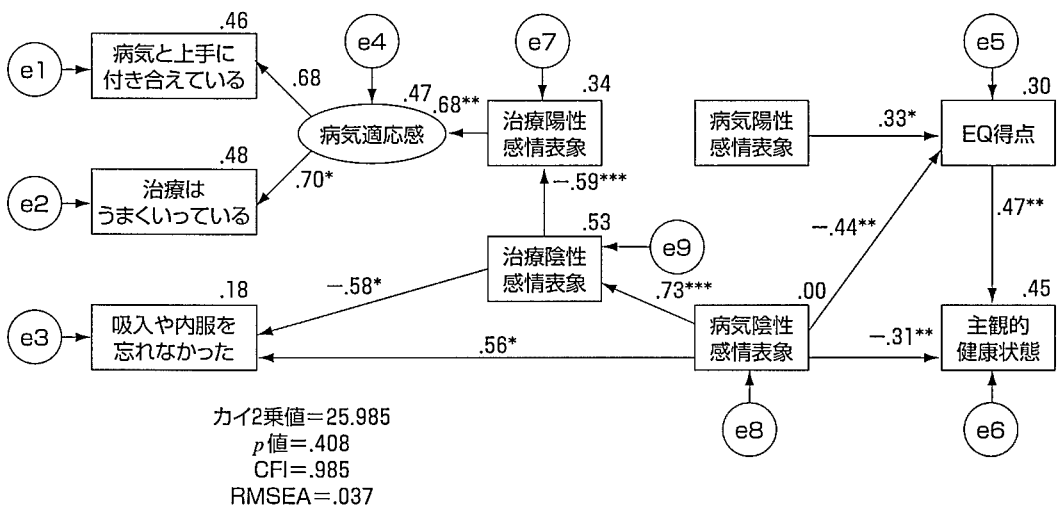 e1
.46
病気と上手に
付き合えている
.68
e4
.47
病気適応感
.68**
e7
.34
治療陽性
感情表象
病気陽性
感情表象
.33*
e5
.30
EQ得点
e2
.48
治療は
うまくいっている
.70*
−.59***
.53
治療陰性
感情表象
e9
−.44**
.47**
e3
.18
吸入や内服を
忘れなかった
−.58*
.56*
.73***
.00
病気陰性
感情表象
−.31**
.45
主観的
健康状態
e8
e6
カイ2乗値=25.985
p値=.408
CFI=.985
RMSEA=.037